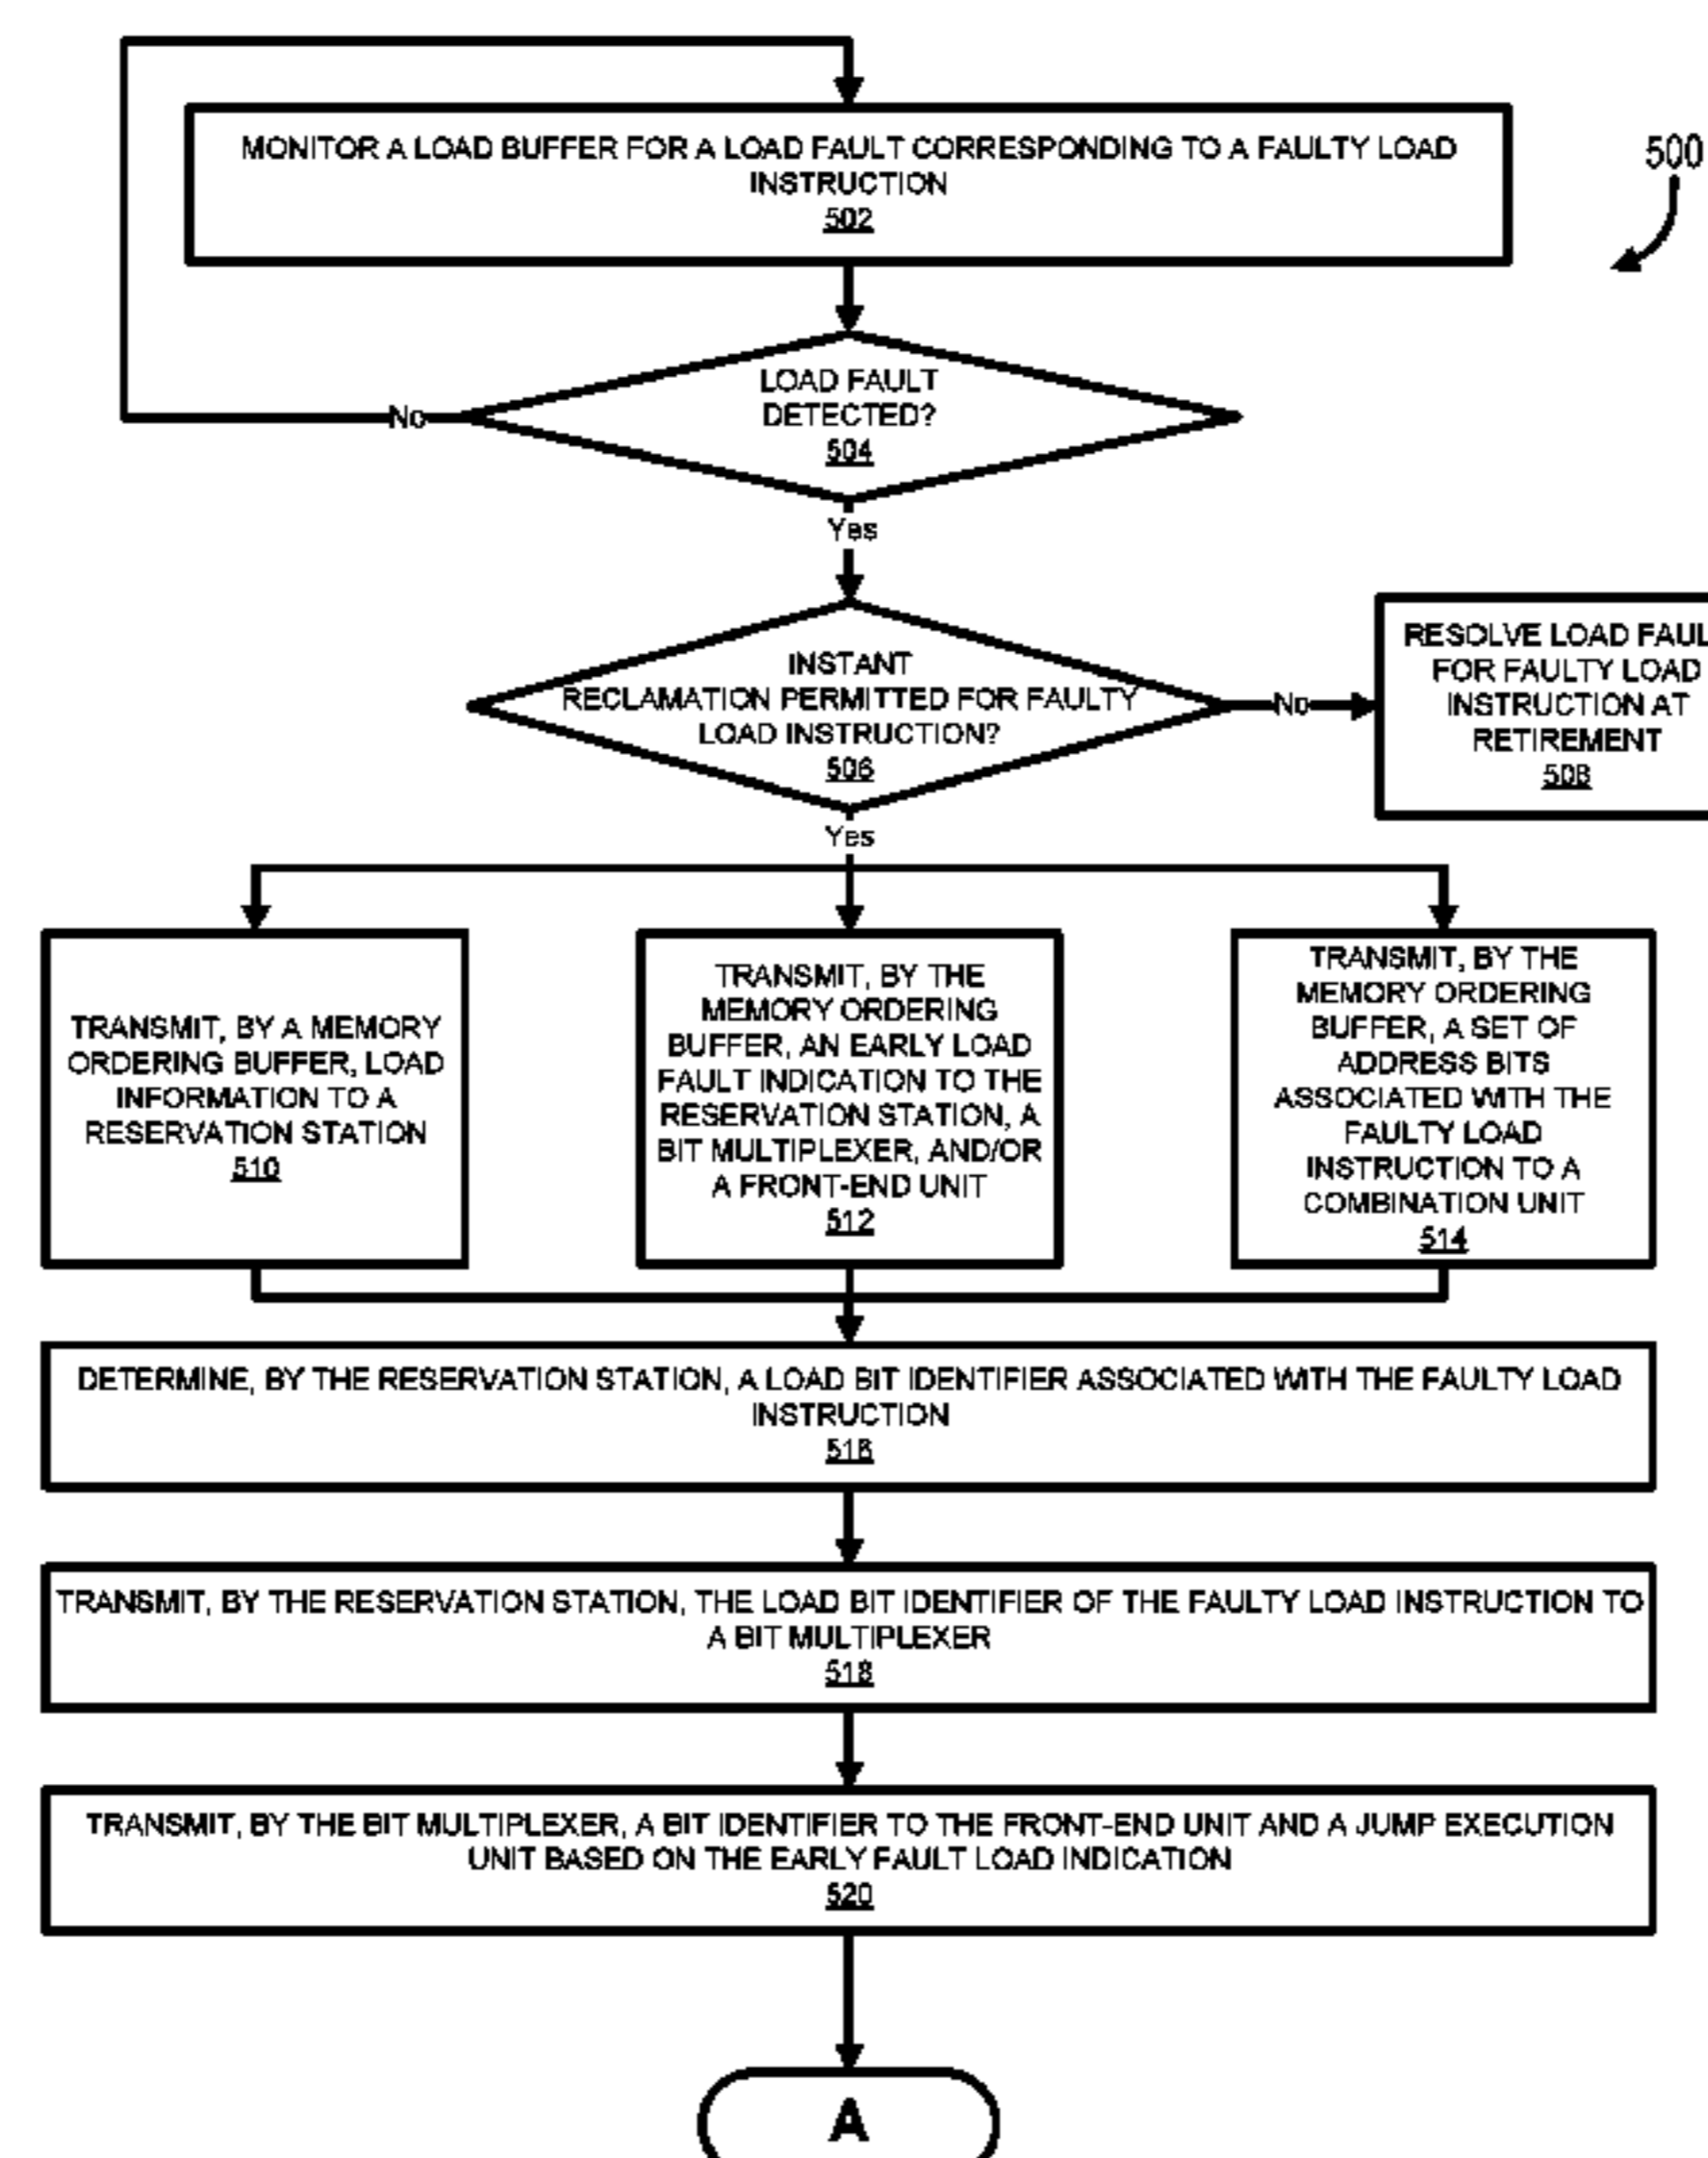 MONITOR A LOAD BUFFER FOR A LOAD FAULT CORRESPONDING TO A FAULTY LOAD
INSTRUCTION
502
500
LOAD FAULT
DETECTED?
504
No
Yes
INSTANT
RECLAMATION PERMITTED FOR FAULTY
LOAD INSTRUCTION?
506
No
RESOLVE LOAD FAUL
FOR FAULTY LOAD
INSTRUCTION AT
RETIREMENT
508
Yes
TRANSMIT, BY A MEMORY
ORDERING BUFFER, LOAD
INFORMATION TO A
RESERVATION STATION
510
TRANSMIT, BY THE
MEMORY ORDERING
BUFFER, AN EARLY LOAD
FAULT INDICATION TO THE
RESERVATION STATION, A
BIT MULTIPLEXER, AND/OR
A FRONT-END UNIT
512
TRANSMIT, BY THE
MEMORY ORDERING
BUFFER, A SET OF
ADDRESS BITS
ASSOCIATED WITH THE
FAULTY LOAD
INSTRUCTION TO A
COMBINATION UNIT
514
DETERMINE, BY THE RESERVATION STATION, A LOAD BIT IDENTIFIER ASSOCIATED WITH THE FAULTY LOAD
INSTRUCTION
516
TRANSMIT, BY THE RESERVATION STATION, THE LOAD BIT IDENTIFIER OF THE FAULTY LOAD INSTRUCTION TO
A BIT MULTIPLEXER
518
TRANSMIT, BY THE BIT MULTIPLEXER, A BIT IDENTIFIER TO THE FRONT-END UNIT AND A JUMP EXECUTION
UNIT BASED ON THE EARLY FAULT LOAD INDICATION
520
A